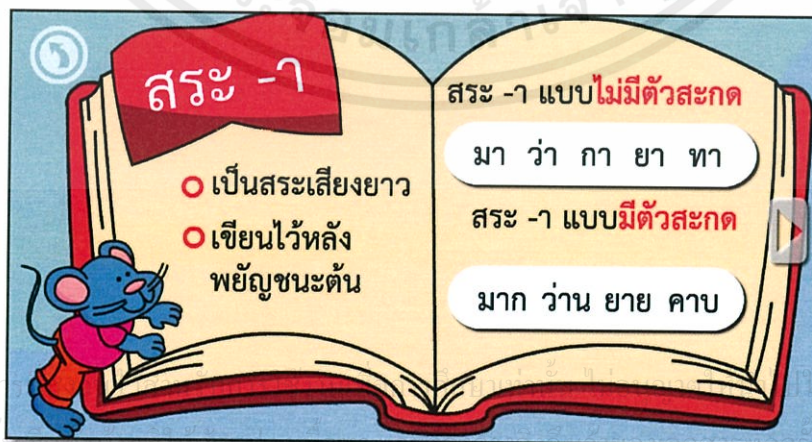 สระ -า
เป็นสระเสียงยาว
เขียนไว้หลัง
พยัญชนะต้น
สระ -า แบบไม่มีตัวสะกด
มา ว่า กา ยา ทา
สระ -า แบบมีตัวสะกด
มาก ว่าน ยาย คาบ